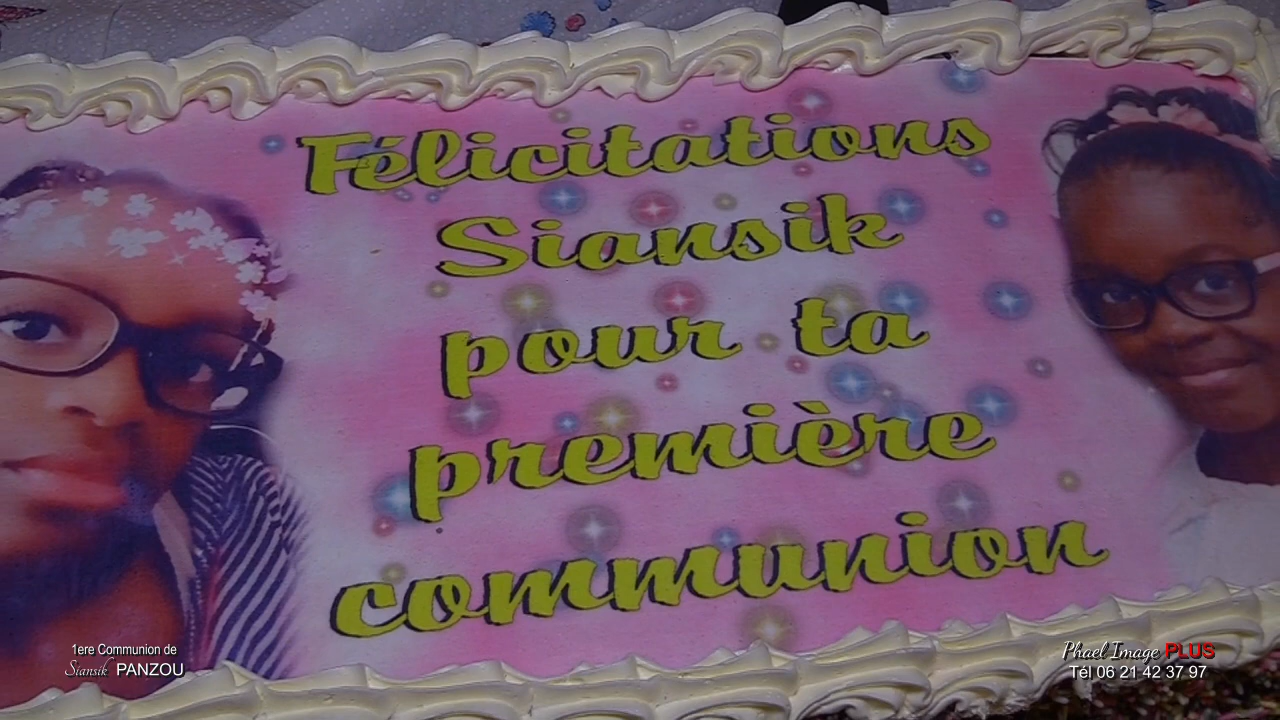 Félicitations
Siansik
pour ta
première
communion
1ere Communion de
Siansik PANZOU
Phael Image PLUS
Tél 06 21 42 37 97